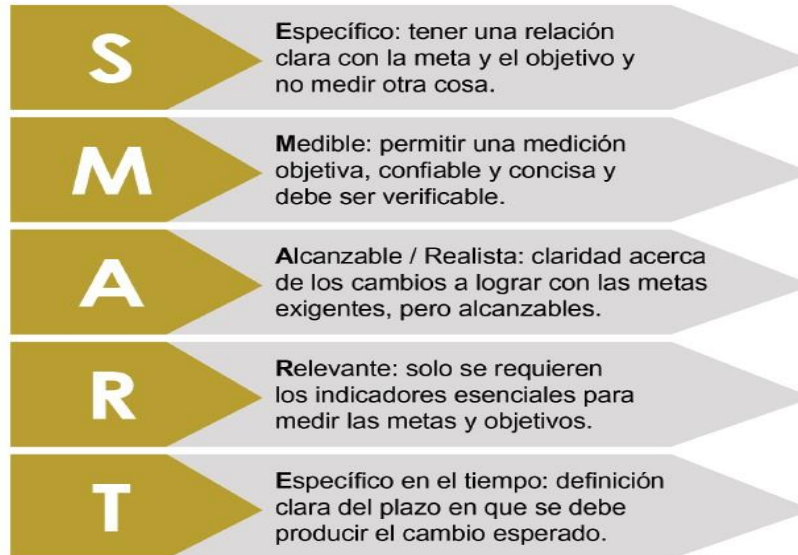 S
Específico: tener una relación
clara con la meta y el objetivo y
no medir otra cosa.
M
Medible: permitir una medición
objetiva, confiable y concisa y
debe ser verificable.
A
Alcanzable / Realista: claridad acerca
de los cambios a lograr con las metas
exigentes, pero alcanzables.
R
Relevante: solo se requieren
los indicadores esenciales para
medir las metas y objetivos.
T
Específico en el tiempo: definición
clara del plazo en que se debe
producir el cambio esperado.